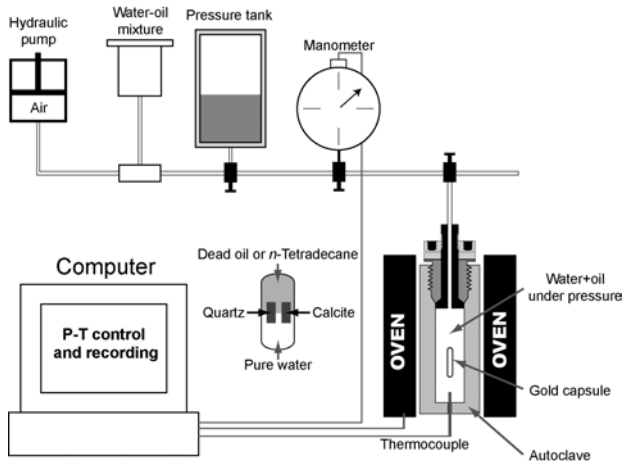 Hydraulic
pump
Water-oil
mixture
Pressure tank
Manometer
Air
Dead oil or n-Tetradecane
Quartz
Calcite
Pure water
Computer
P-T control
and recording
OVEN
OVEN
Water+oil
under pressure
Gold capsule
Thermocouple
Autoclave